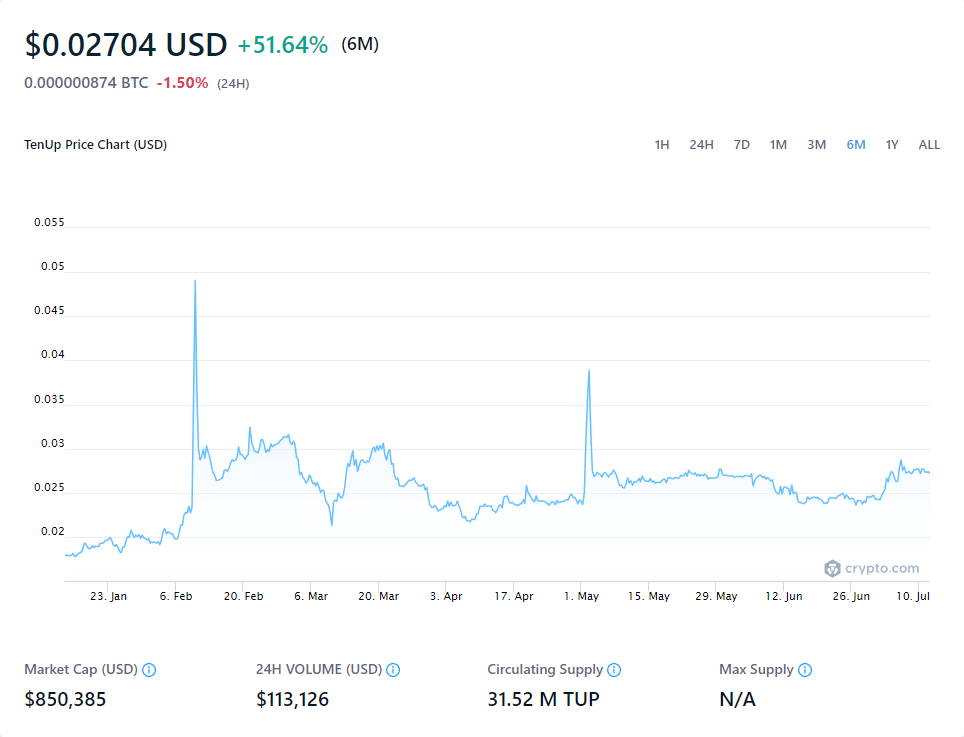 $0.02704 USD +51.64% (6M)
0.000000874 BTC -1.50% (24H)
TenUp Price Chart (USD) 1H 24H 7D 1M 3M 6M 1Y ALL
0.055
0.05
0.045
0.04
0.035
0.03
0.025
0.02
crypto.com
23. Jan 6. Feb 20. Feb 6. Mar 20. Mar 3. Apr 17. Apr 1. May 15. May 29. May 12. Jun 26. Jun 10. Jul
Market Cap (USD) 24H VOLUME (USD) Circulating Supply Max Supply
$850,385 $113,126 31.52 M TUP N/A